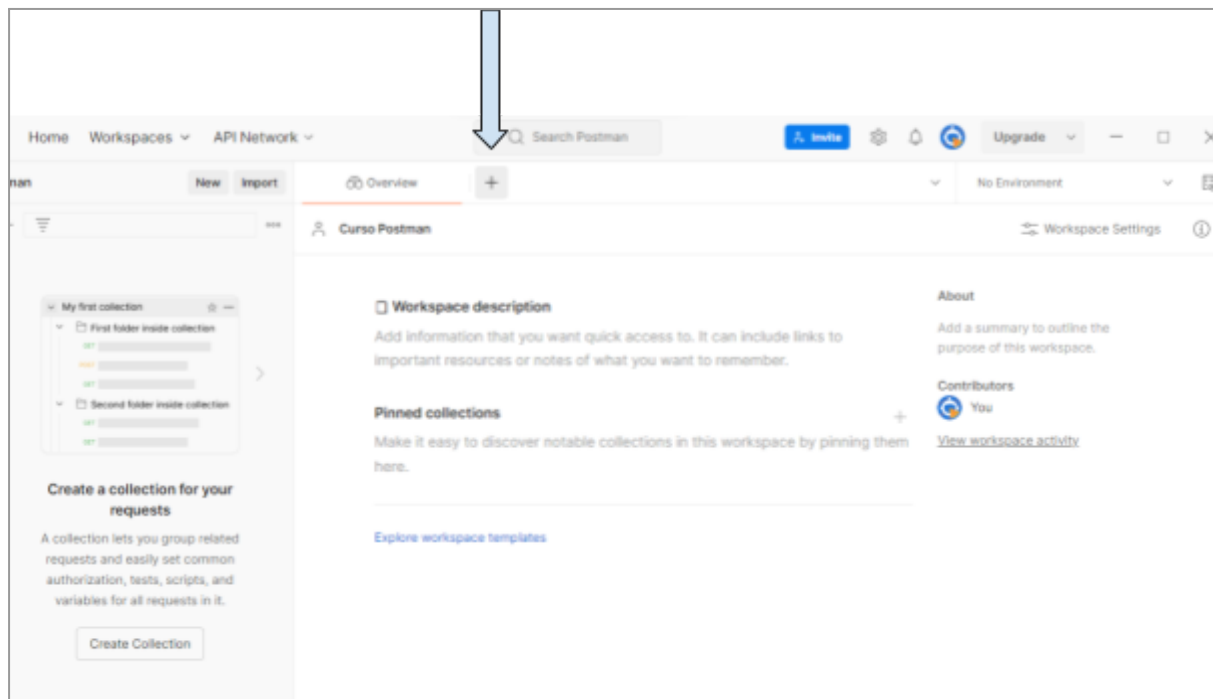 Home Workspaces API Network Search Postman Invite Upgrade
man New Import Overview + No Environment
Curso Postman Workspace Settings
My first collection
First folder inside collection
GET
POST
GET
Second folder inside collection
GET
GET
Create a collection for your
requests
A collection lets you group related
requests and easily set common
authorization, tests, scripts, and
variables for all requests in it.
Create Collection
Workspace description
Add information that you want quick access to. It can include links to
important resources or notes of what you want to remember.
Pinned collections
Make it easy to discover notable collections in this workspace by pinning them
here.
Explore workspace templates
About
Add a summary to outline the
purpose of this workspace.
Contributors
You
View workspace activity